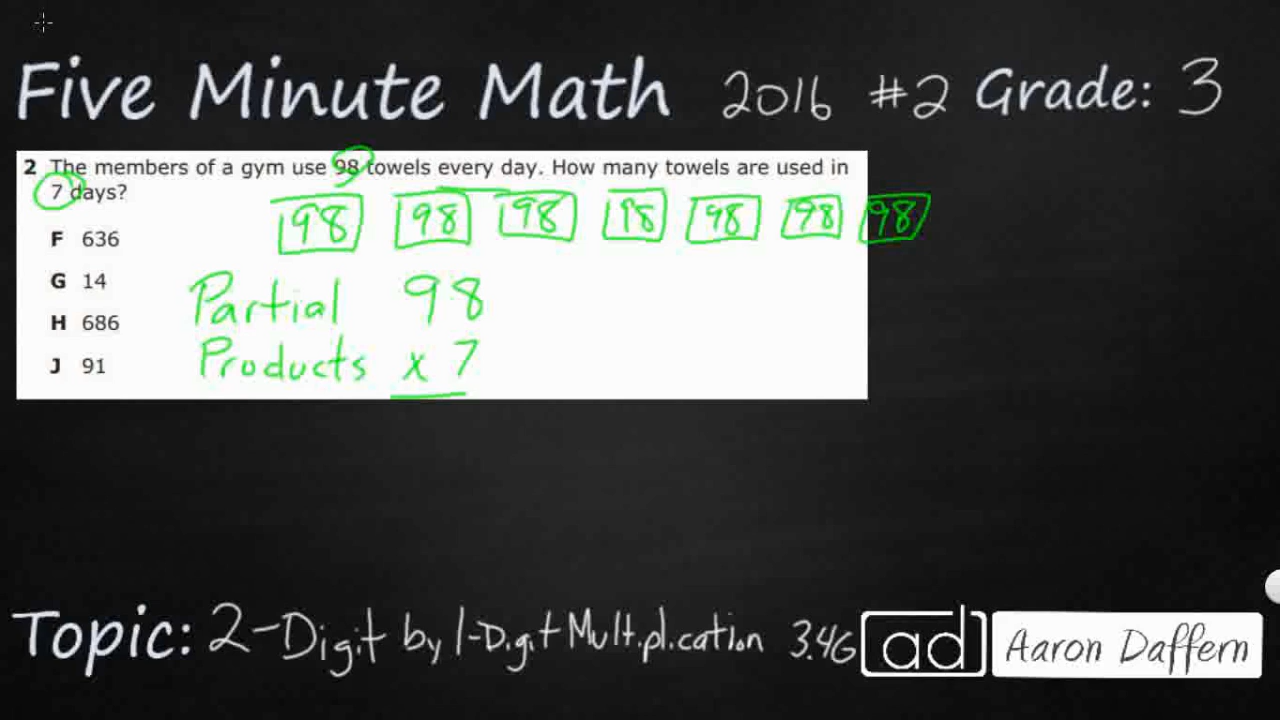 Five Minute Math 2016 #2 Grade: 3
2 The members of a gym use 98 towels every day. How many towels are used in
7 days?
98 98 98 98 98 98 98
F 636
G 14
H 686
J 91
Partial 98
Products x 7
Topic: 2-Digit by 1-Digit Multiplication 3.4G ad Aaron Daffern